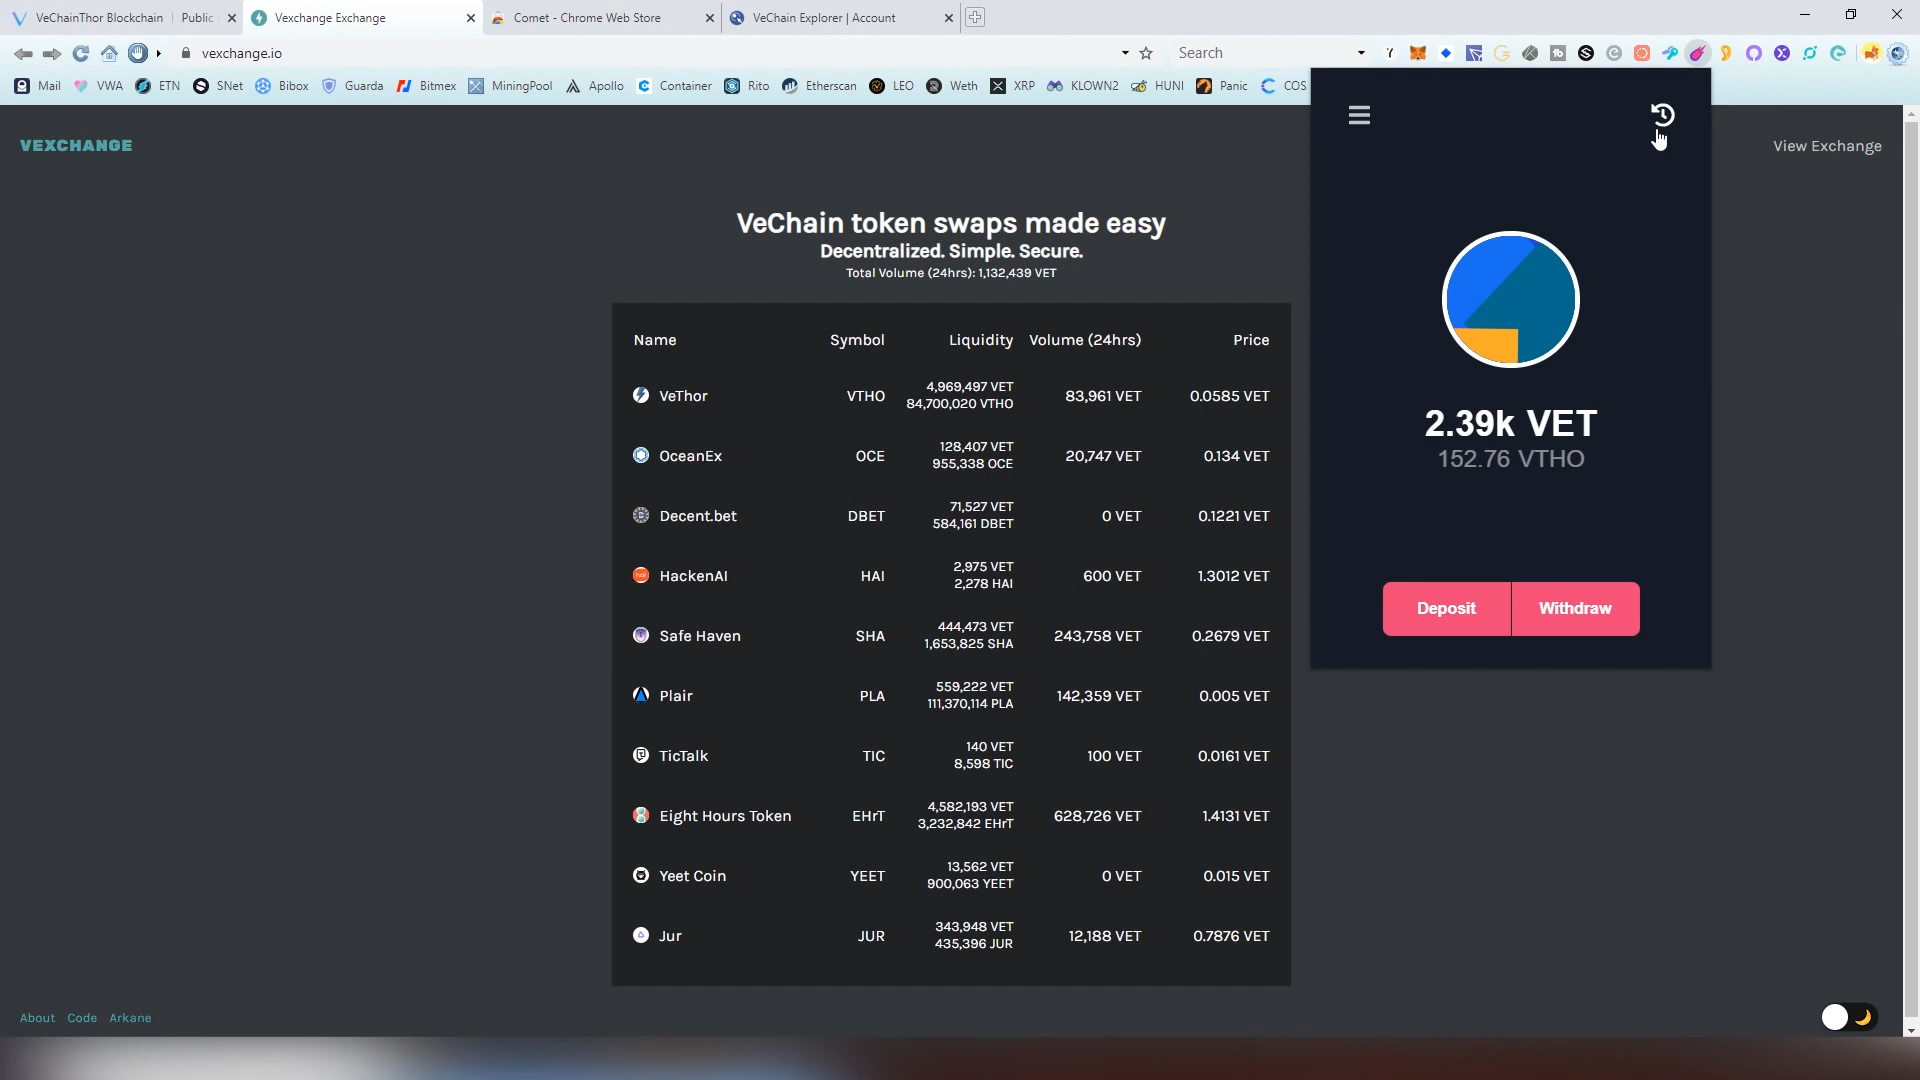 VeChainThor Blockchain | Public
Vexchange Exchange
Comet - Chrome Web Store
VeChain Explorer | Account
vexchange.io
Search
Mail
VWA
ETN
SNet
Bibox
Guarda
Bitmex
MiningPool
Apollo
Container
Rito
Etherscan
LEO
Weth
XRP
KLOWN2
HUNI
Panic
COS
VEXCHANGE
View Exchange
VeChain token swaps made easy
Decentralized. Simple. Secure.
Total Volume (24hrs): 1,132,439 VET
Name Symbol Liquidity Volume (24hrs) Price
VeThor VTHO 4,969,497 VET 83,961 VET 0.0585 VET
84,700,020 VTHO
OceanEx OCE 128,407 VET 20,747 VET 0.134 VET
955,338 OCE
Decent.bet DBET 71,527 VET 0 VET 0.1221 VET
584,161 DBET
HackenAI HAI 2,975 VET 600 VET 1.3012 VET
2,278 HAI
Safe Haven SHA 444,473 VET 243,758 VET 0.2679 VET
1,653,825 SHA
Plair PLA 559,222 VET 142,359 VET 0.005 VET
111,370,114 PLA
TicTalk TIC 140 VET 100 VET 0.0161 VET
8,598 TIC
Eight Hours Token EHrT 4,582,193 VET 628,726 VET 1.4131 VET
3,232,842 EHrT
Yeet Coin YEET 13,562 VET 0 VET 0.015 VET
900,063 YEET
Jur JUR 343,948 VET 12,188 VET 0.7876 VET
435,396 JUR
2.39k VET
152.76 VTHO
Deposit
Withdraw
About Code Arkane